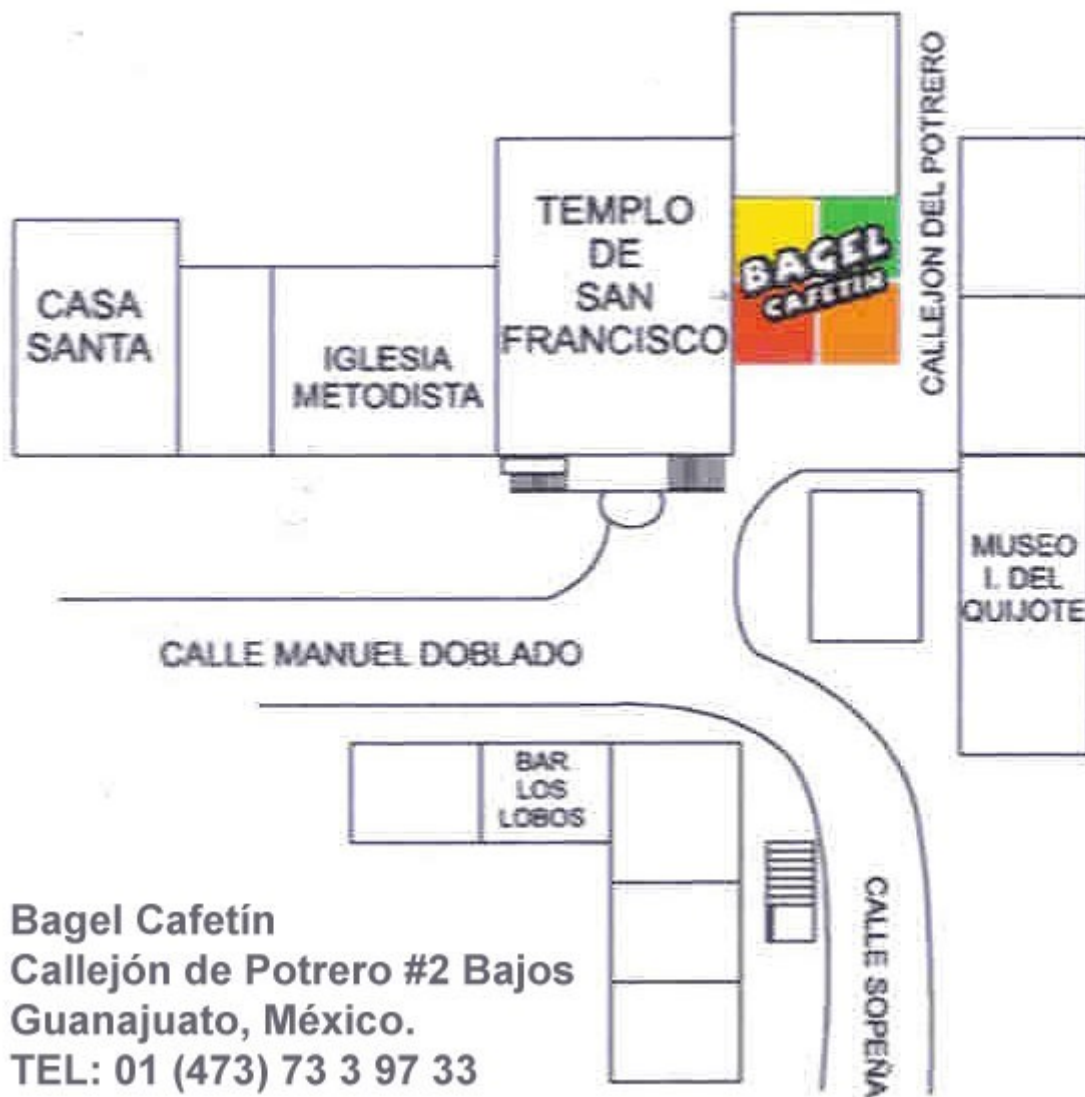 CALLEJON DEL POTRERO
TEMPLO
DE
SAN
FRANCISCO
BAGEL
CAFETIN
CASA
SANTA
IGLESIA
METODISTA
MUSEO
I. DEL
QUIJOTE
CALLE MANUEL DOBLADO
BAR
LOS
LOBOS
CALLE SOPEÑA
Bagel Cafetín
Callejón de Potrero #2 Bajos
Guanajuato, México.
TEL: 01 (473) 73 3 97 33